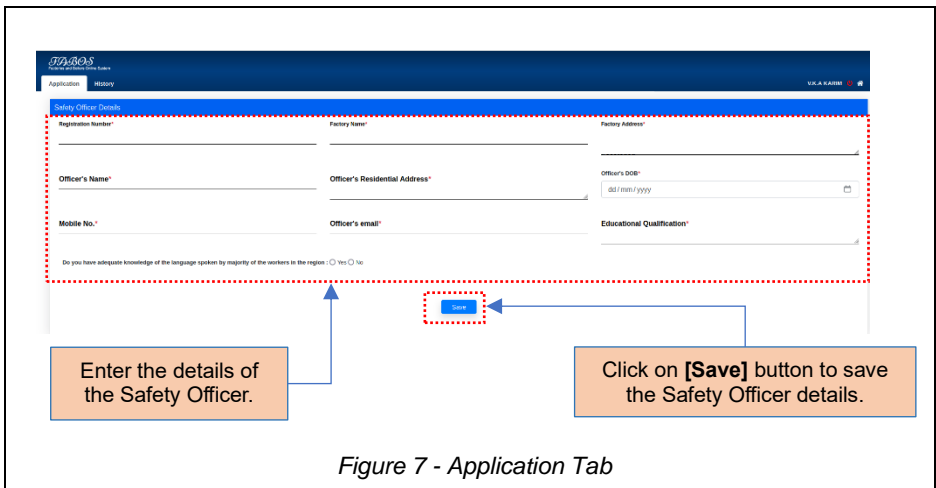 FABOS
Factories and Boilers Online System
Application History V.K.A KARIM
Safety Officer Details
Registration Number* Factory Name* Factory Address*
Officer's Name* Officer's Residential Address* Officer's DOB*
dd / mm / yyyy
Mobile No.* Officer's email* Educational Qualification*
Do you have adequate knowledge of the language spoken by majority of the workers in the region : Yes No
Save
Enter the details of
the Safety Officer.
Click on [Save] button to save
the Safety Officer details.
Figure 7 - Application Tab